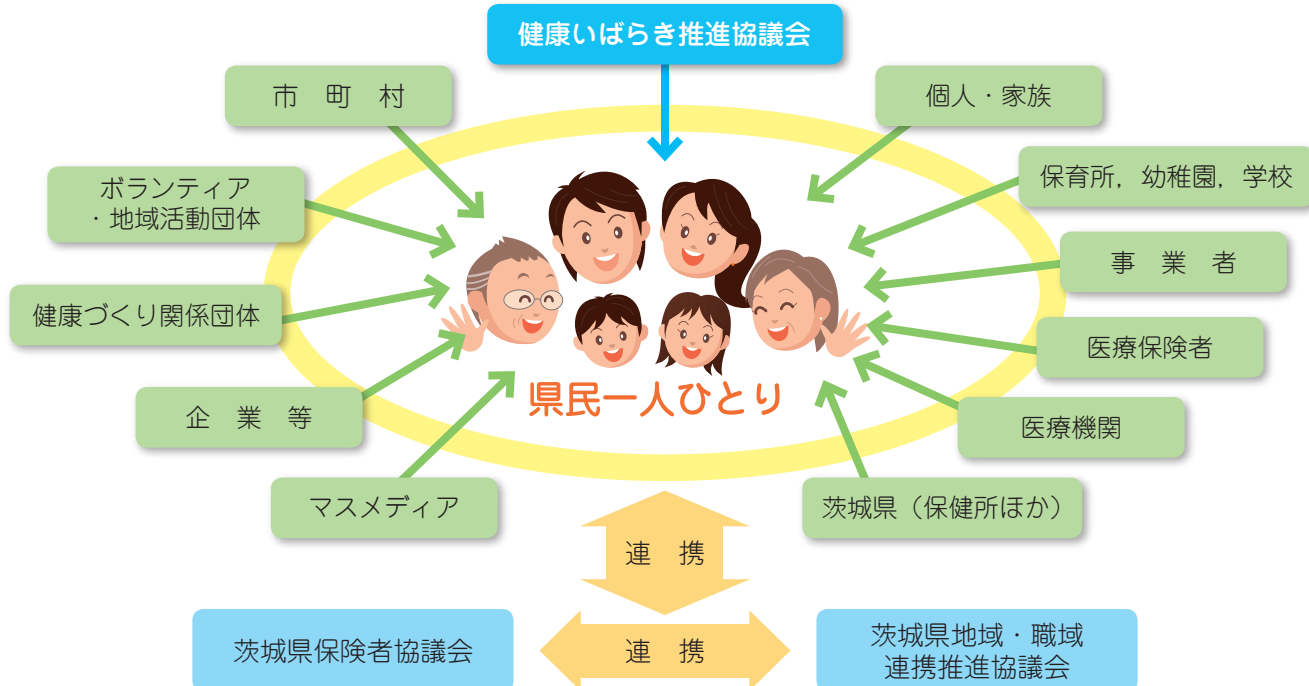 健康いばらき推進協議会
市　町　村
個人・家族
ボランティア
・地域活動団体
保育所，幼稚園，学校
事　業　者
健康づくり関係団体
医療保険者
県民一人ひとり
企　業　等
医療機関
マスメディア
茨城県（保健所ほか）
連　携
茨城県保険者協議会
連　携
茨城県地域・職域
連携推進協議会